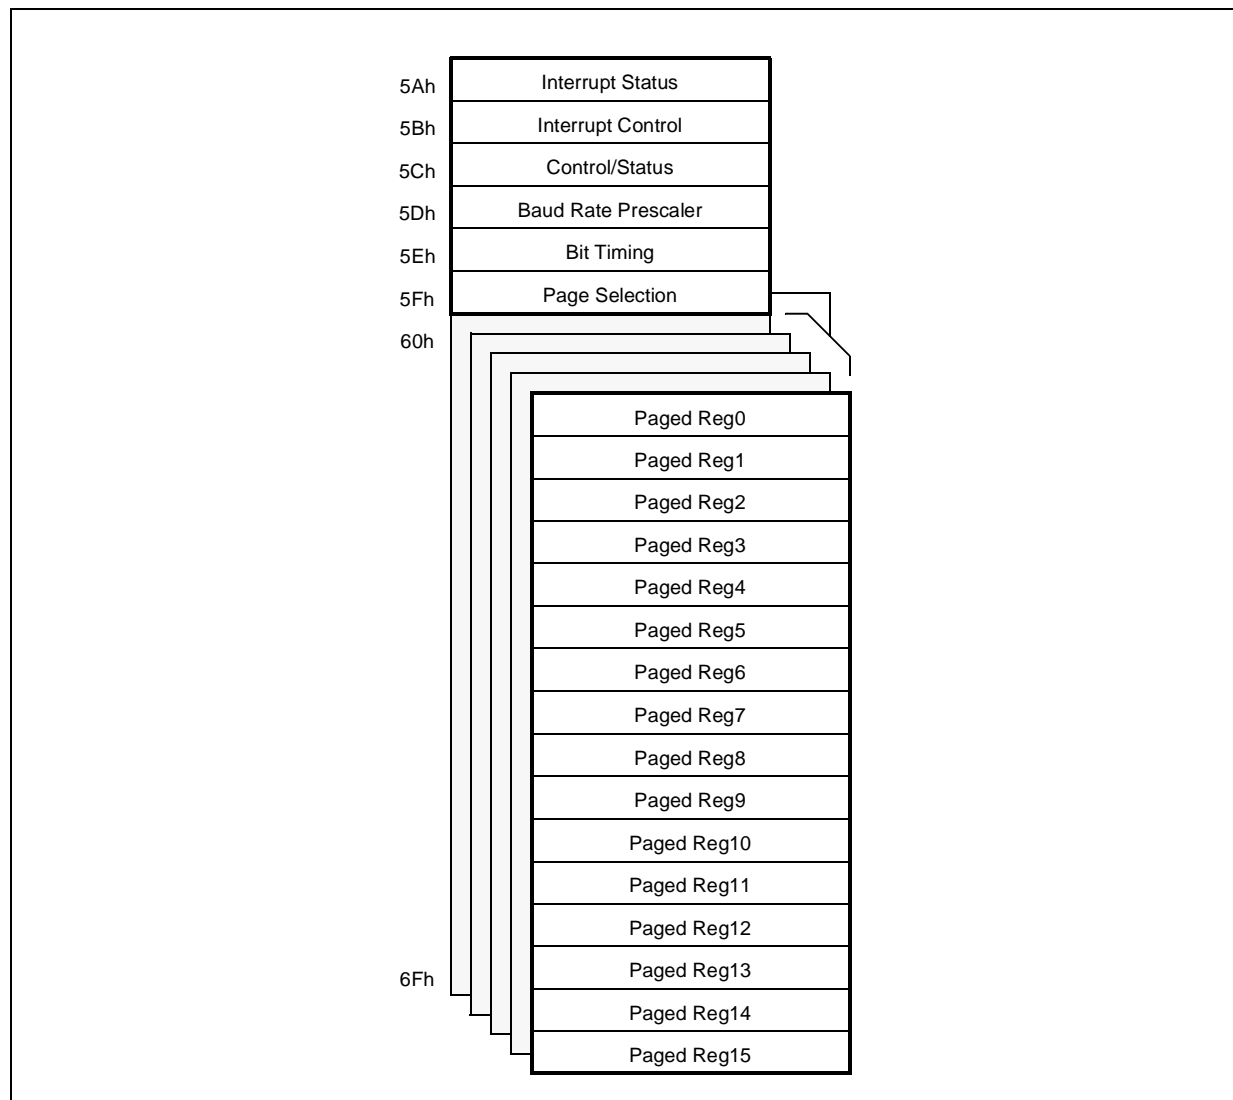 5Ah Interrupt Status
5Bh Interrupt Control
5Ch Control/Status
5Dh Baud Rate Prescaler
5Eh Bit Timing
5Fh Page Selection
60h
Paged Reg0
Paged Reg1
Paged Reg2
Paged Reg3
Paged Reg4
Paged Reg5
Paged Reg6
Paged Reg7
Paged Reg8
Paged Reg9
Paged Reg10
Paged Reg11
Paged Reg12
6Fh Paged Reg13
Paged Reg14
Paged Reg15